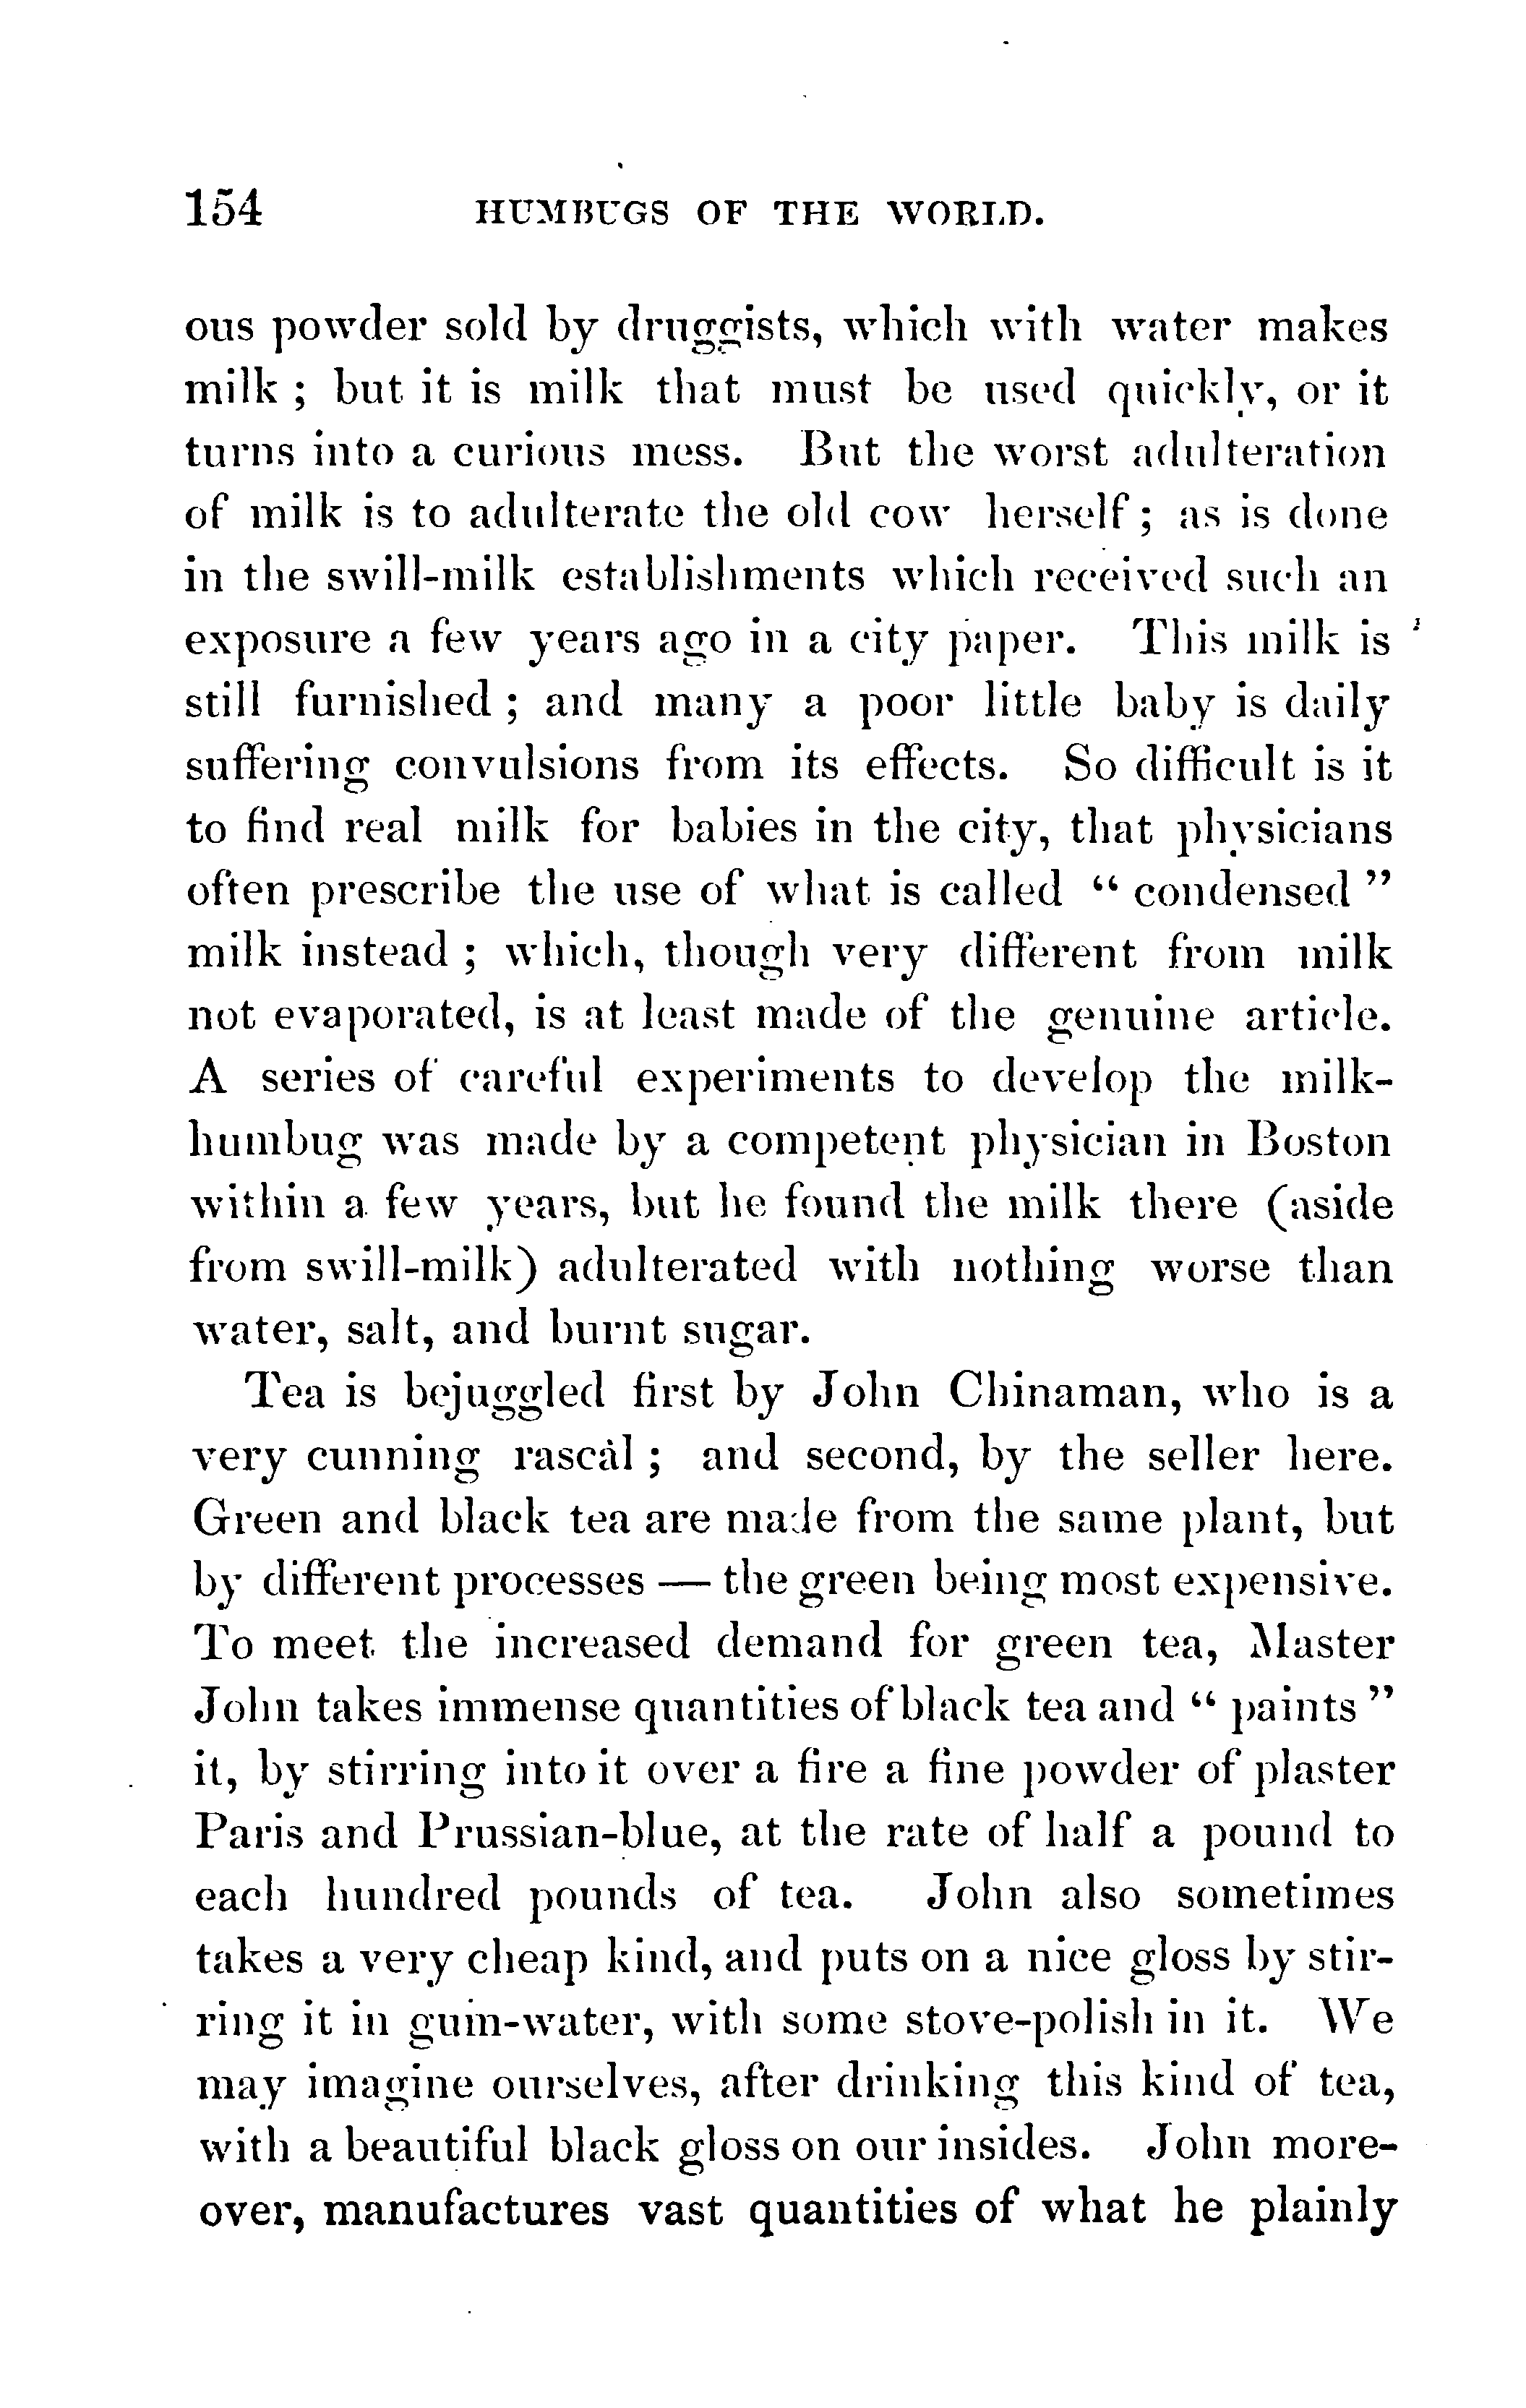 154 HUMBUGS OF THE WORLD.
ous powder sold by druggists, which with water makes
milk ; but it is milk that must be used quickly, or it
turns into a curious mess. But the worst adulteration
of milk is to adulterate the old cow herself ; as is done
in the swill-milk establishments which received such an
exposure a few years ago in a city paper. This milk is
still furnished ; and many a poor little baby is daily
suffering convulsions from its effects. So difficult is it
to find real milk for babies in the city, that physicians
often prescribe the use of what is called “ condensed ”
milk instead ; which, though very different from milk
not evaporated, is at least made of the genuine article.
A series of careful experiments to develop the milk-
humbug was made by a competent physician in Boston
within a few years, but he found the milk there (aside
from swill-milk) adulterated with nothing worse than
water, salt, and burnt sugar.
Tea is bejuggled first by John Chinaman, who is a
very cunning rascal ; and second, by the seller here.
Green and black tea are made from the same plant, but
by different processes — the green being most expensive.
To meet the increased demand for green tea, Master
John takes immense quantities of black tea and “ paints ”
it, by stirring into it over a fire a fine powder of plaster
Paris and Prussian-blue, at the rate of half a pound to
each hundred pounds of tea. John also sometimes
takes a very cheap kind, and puts on a nice gloss by stir-
ring it in gum-water, with some stove-polish in it. We
may imagine ourselves, after drinking this kind of tea,
with a beautiful black gloss on our insides. John more-
over, manufactures vast quantities of what he plainly